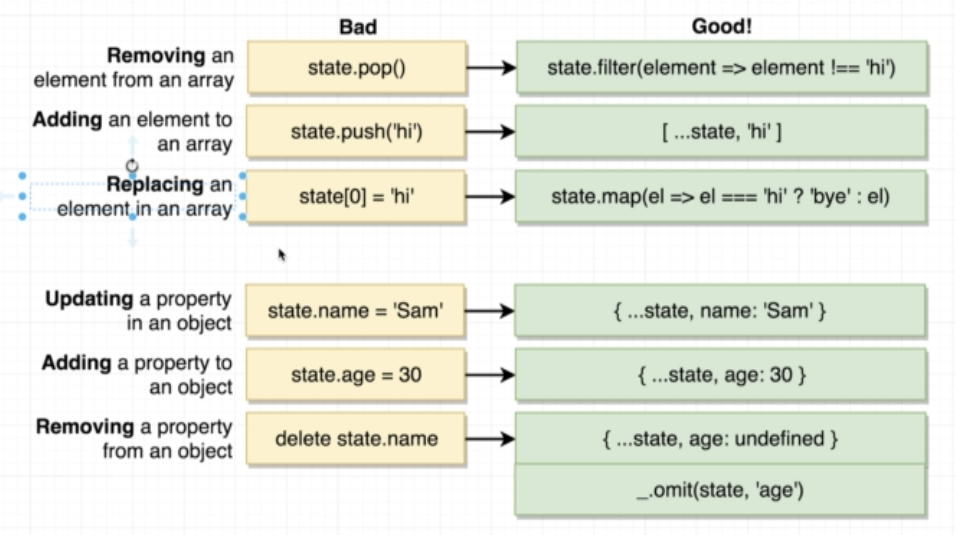 Bad Good!
Removing an
element from an array
state.pop() state.filter(element => element !== 'hi')
Adding an element to
an array
state.push('hi') [ ...state, 'hi' ]
Replacing an
element in an array
state[0] = 'hi' state.map(el => el === 'hi' ? 'bye' : el)
Updating a property
in an object
state.name = 'Sam' { ...state, name: 'Sam' }
Adding a property to
an object
state.age = 30 { ...state, age: 30 }
Removing a property
from an object
delete state.name { ...state, age: undefined }
_.omit(state, 'age')